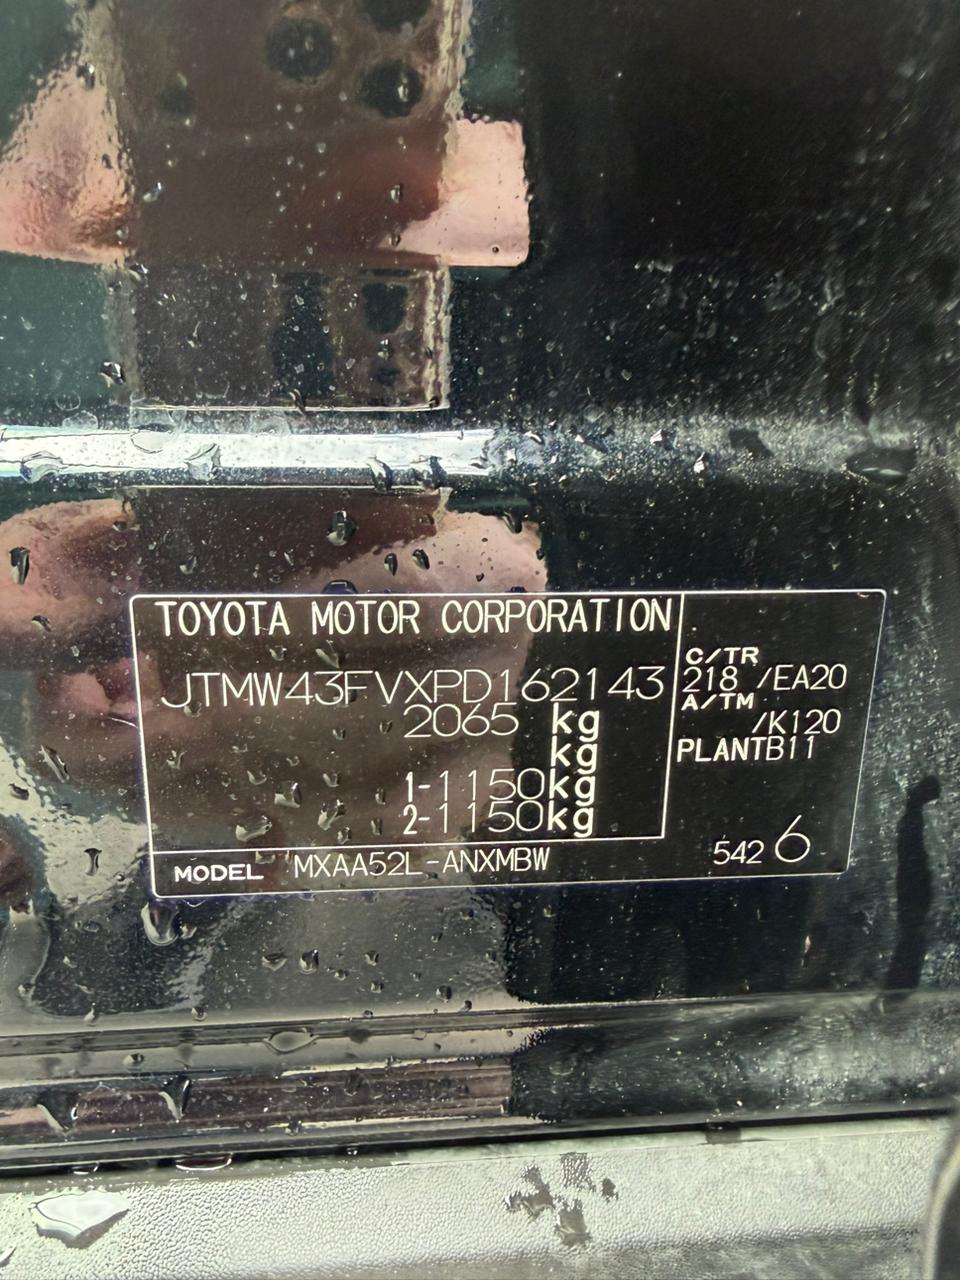 TOYOTA MOTOR CORPORATION
JTMW43FVXPD162143
2065 kg
kg
1-1150kg
2-1150kg
MODEL MXAA52L-ANXMBW
C/TR
218 /EA20
A/TM
/K120
PLANTB11
542 6